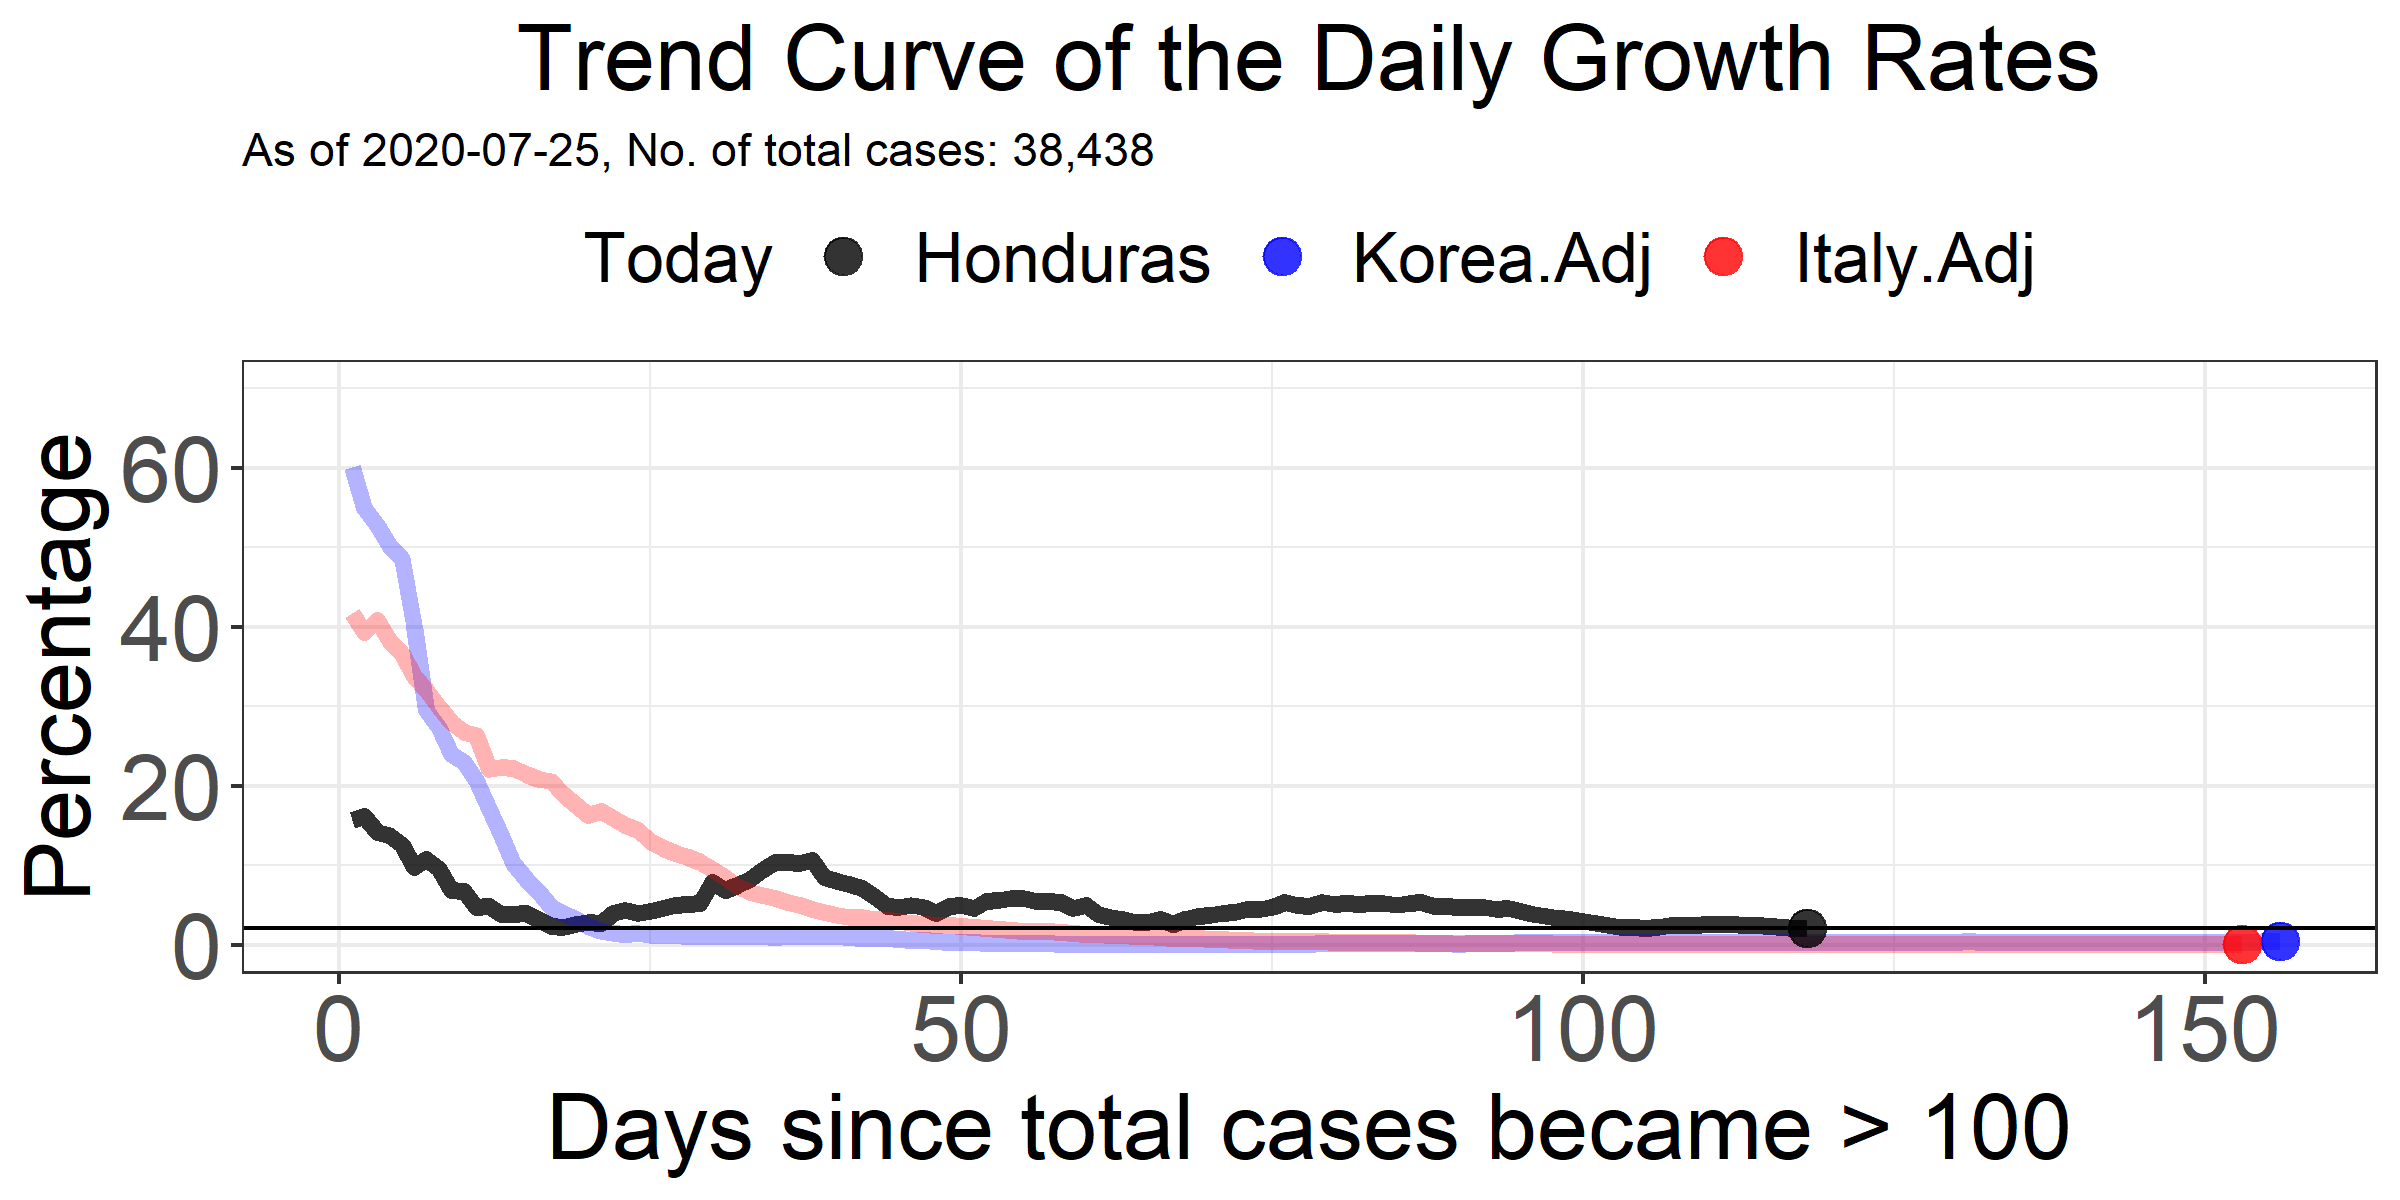 Trend Curve of the Daily Growth Rates
As of 2020-07-25, No. of total cases: 38,438
Today Honduras Korea.Adj Italy.Adj
Percentage
60
40
20
0
0 50 100 150
Days since total cases became > 100